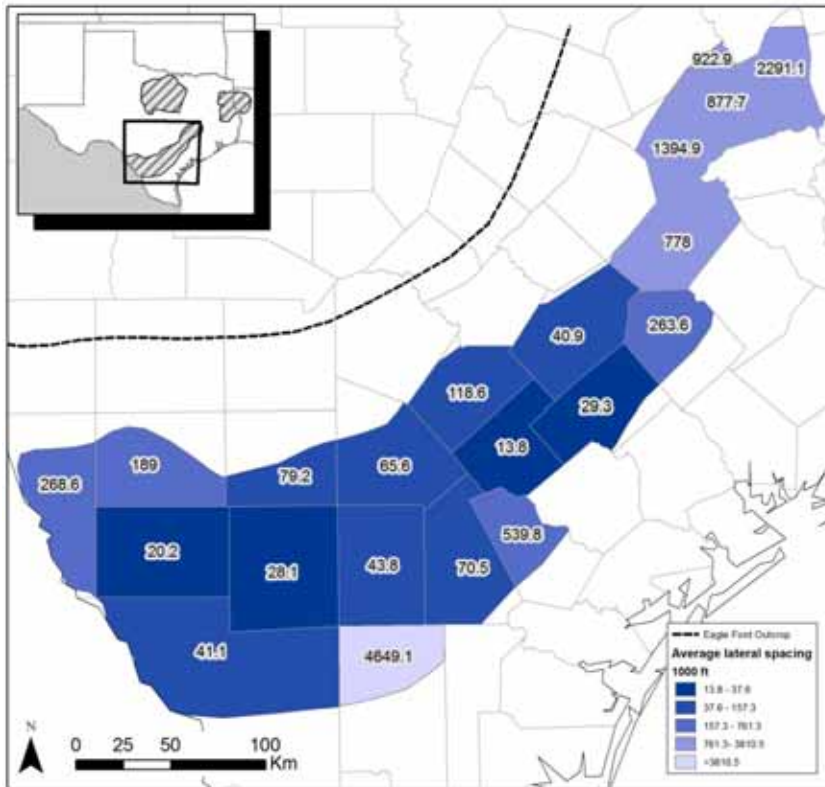 922.9
2291.1
877.7
1394.9
778
263.6
40.9
118.6
29.3
13.8
65.6
79.2
189
268.6
539.8
20.2
28.1
43.8
70.5
41.1
4649.1
N
0 25 50 100
Km
Eagle Ford Outcrop
Average lateral spacing
1000 ft
13.8 - 37.6
37.6 - 157.3
157.3 - 761.3
761.3 - 3810.5
>3810.5